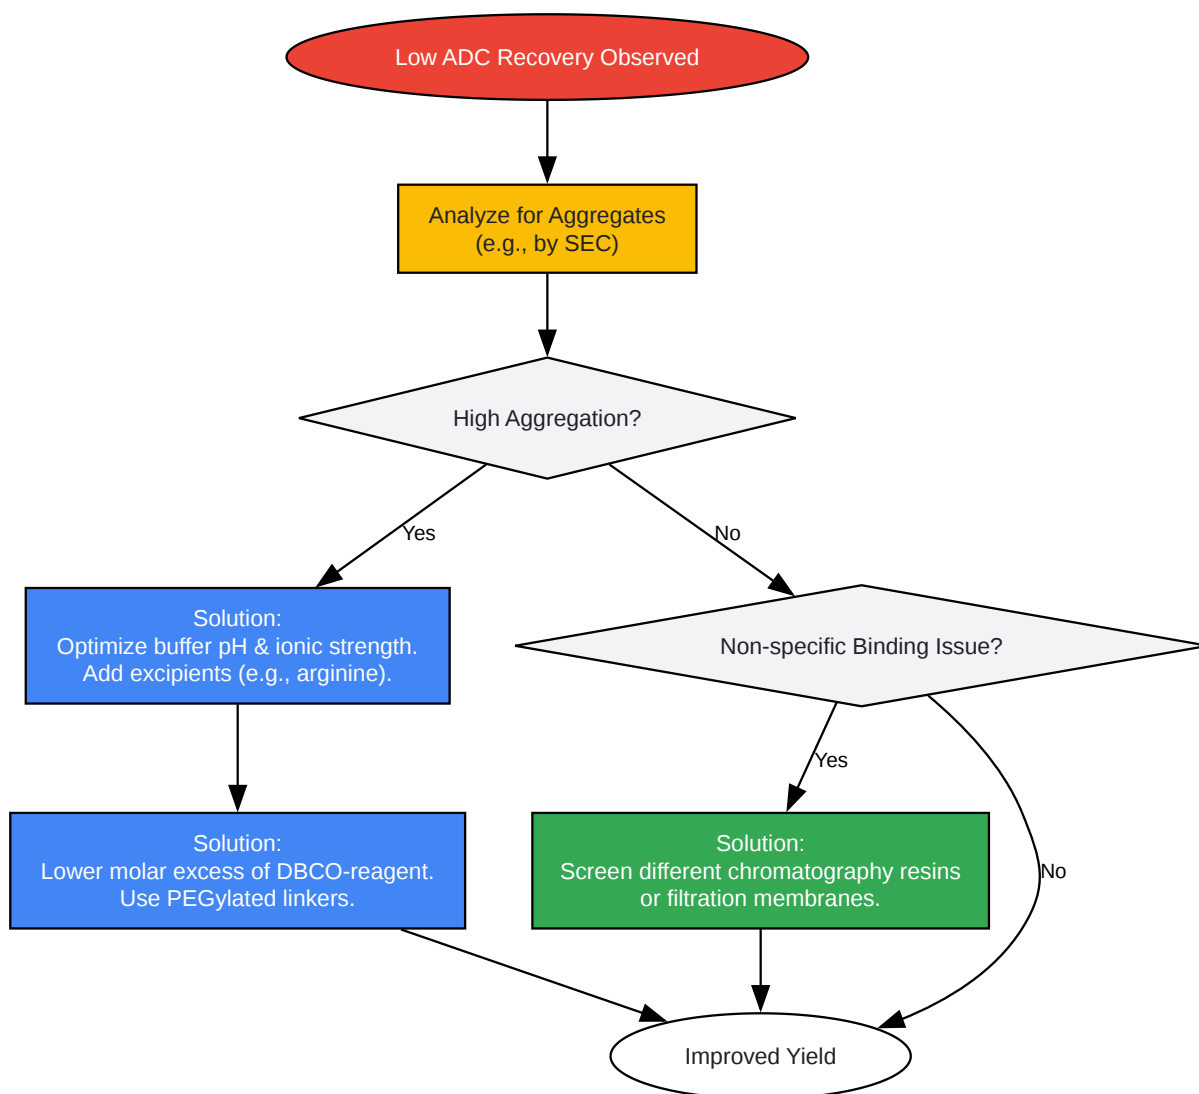 Low ADC Recovery Observed
Analyze for Aggregates
(e.g., by SEC)
High Aggregation?
Yes
No
Solution:
Optimize buffer pH & ionic strength.
Add excipients (e.g., arginine).
Non-specific Binding Issue?
Yes
Solution:
Lower molar excess of DBCO-reagent.
Use PEGylated linkers.
Solution:
Screen different chromatography resins
or filtration membranes.
No
Improved Yield